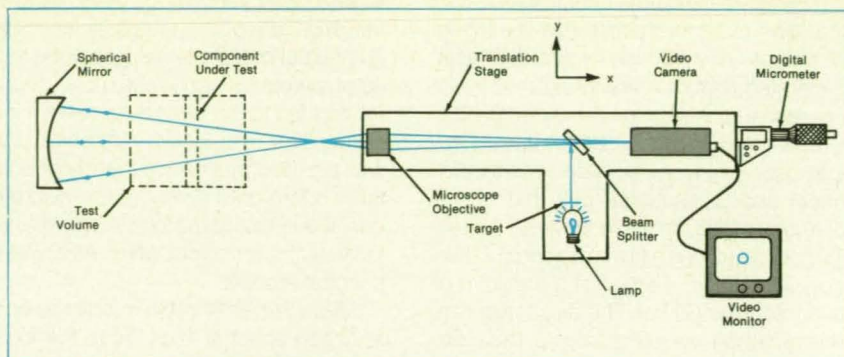 Spherical
Mirror
Component
Under Test
Translation
Stage
y
x
Video
Camera
Digital
Micrometer
Test
Volume
Microscope
Objective
Target
Lamp
Beam
Splitter
Video
Monitor